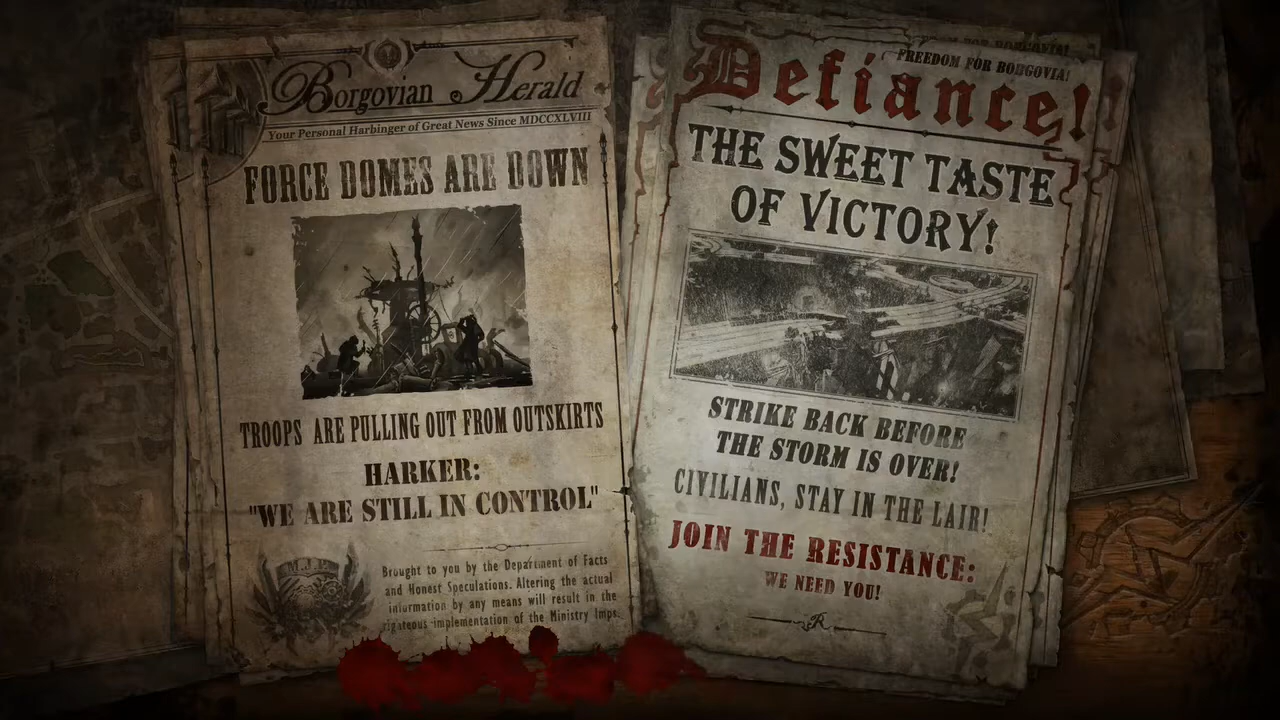 Borgovian Herald
Your Personal Harbinger of Great News Since MDCCXLVIII
FORCE DOMES ARE DOWN
TROOPS ARE PULLING OUT FROM OUTSKIRTS
HARKER:
"WE ARE STILL IN CONTROL"
M.I.P.
Brought to you by the Department of Facts
and Honest Speculations. Altering the actual
information by any means will result in the
righteous implementation of the Ministry Imps.
FREEDOM FOR BORGOVIA!
FREEDOM FOR BORGOVIA!
Defiance!
THE SWEET TASTE
OF VICTORY!
STRIKE BACK BEFORE
THE STORM IS OVER!
CIVILIANS, STAY IN THE LAIR!
JOIN THE RESISTANCE:
WE NEED YOU!
R